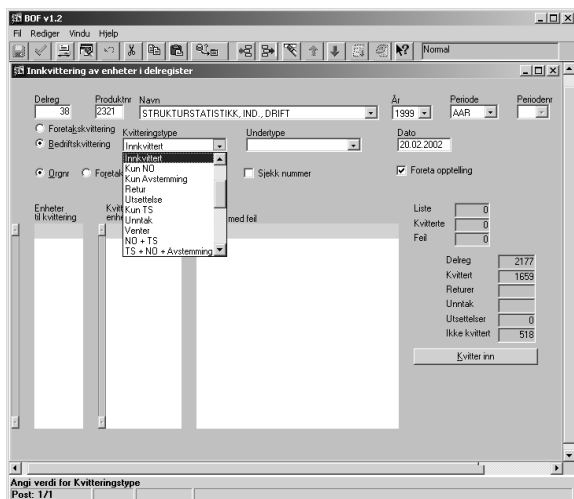 BOF v1.2
Fil Rediger Vindu Hjelp
Normal
Innkvittering av enheter i delregister
Delreg Produktnr Navn År Periode Periodenr
38 2321 STRUKTURSTATISTIKK, IND., DRIFT 1999 AAR
Foretakskvittering Kvitteringstype Undertype Dato
Bedriftskvittering Innkvittert 20.02.2002
Innkvittert
Kun NO
Kun Avstemming
Retur
Utsettelse
Kun TS
Unntak
Venter
NO + TS
TS + NO + Avstemming
Orgnr Foretak Sjekk nummer Foreta opptelling
Enheter
til kvittering
Kvitt
enhe
med feil
Liste 0
Kvitterte 0
Feil 0
Delreg 2177
Kvittert 1659
Returer
Unntak
Utsettelser 0
Ikke kvittert 518
Kvitter inn
Angi verdi for Kvitteringstype
Post: 1/1